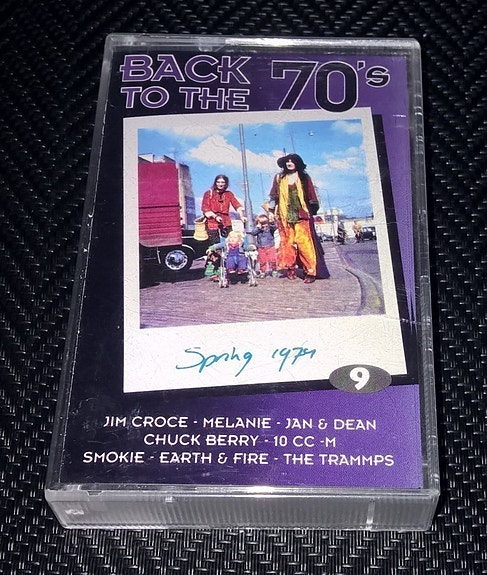 BACK
TO THE 70's
Spring 1974
9
JIM CROCE - MELANIE - JAN & DEAN
CHUCK BERRY - 10 CC -M
SMOKIE - EARTH & FIRE - THE TRAMMPS